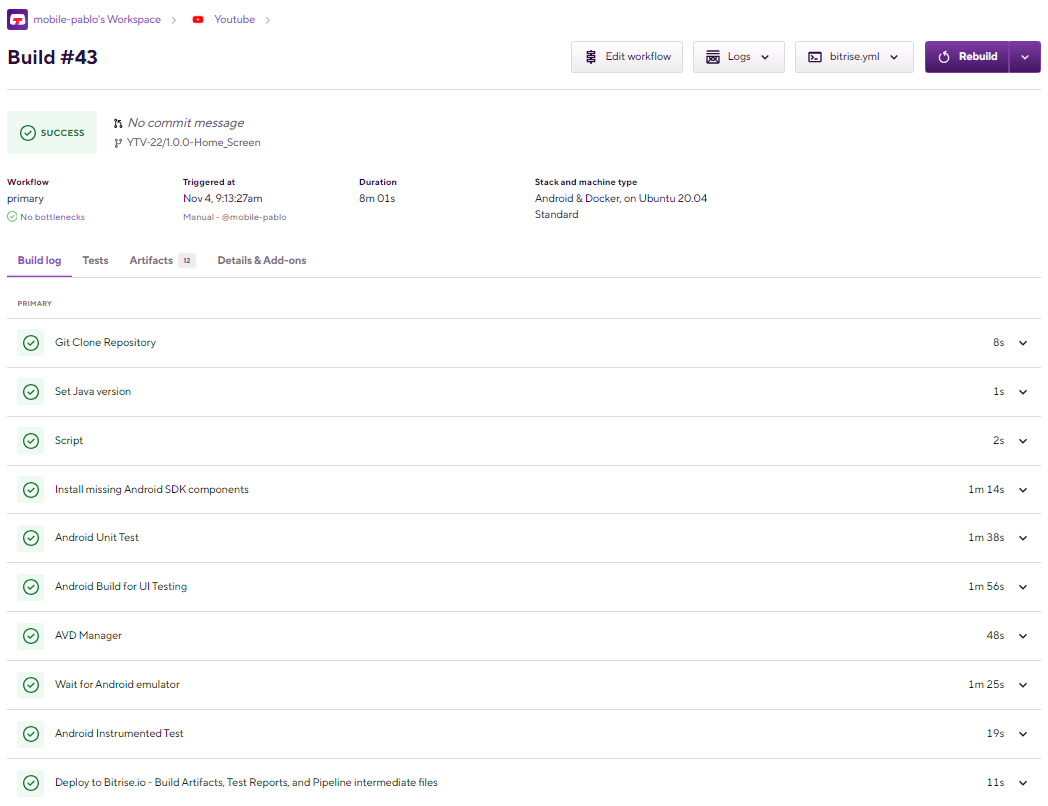 mobile-pablo's Workspace > Youtube >
Build #43
Edit workflow Logs bitrise.yml Rebuild
SUCCESS
No commit message
YTV-22/1.0.0-Home_Screen
Workflow Triggered at Duration Stack and machine type
primary Nov 4, 9:13:27am 8m 01s Android & Docker, on Ubuntu 20.04
No bottlenecks Manual - @mobile-pablo Standard
Build log Tests Artifacts 12 Details & Add-ons
PRIMARY
Git Clone Repository 8s
Set Java version 1s
Script 2s
Install missing Android SDK components 1m 14s
Android Unit Test 1m 38s
Android Build for UI Testing 1m 56s
AVD Manager 48s
Wait for Android emulator 1m 25s
Android Instrumented Test 19s
Deploy to Bitrise.io - Build Artifacts, Test Reports, and Pipeline intermediate files 11s